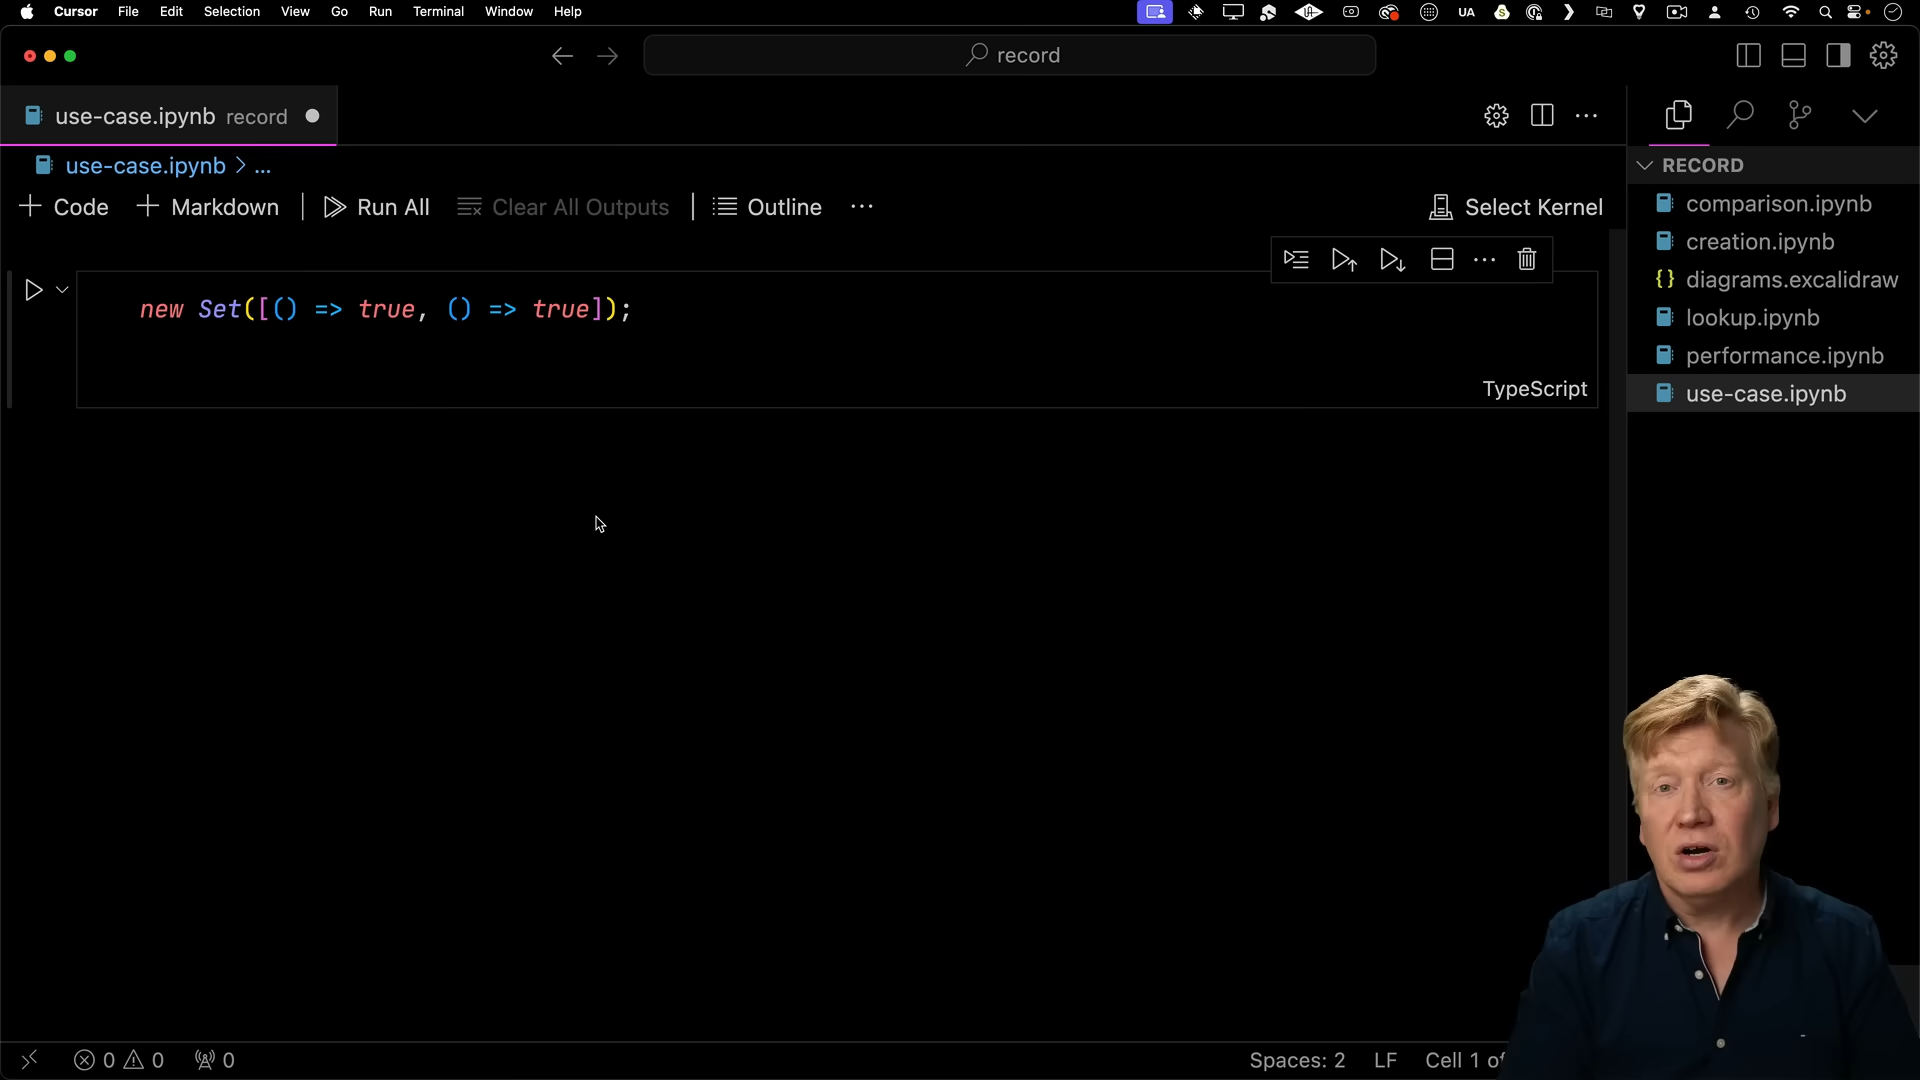 Cursor File Edit Selection View Go Run Terminal Window Help UA
record
use-case.ipynb record
use-case.ipynb > ...
Code Markdown Run All Clear All Outputs Outline ... Select Kernel
new Set([() => true, () => true]);
TypeScript
RECORD
comparison.ipynb
creation.ipynb
{} diagrams.excalidraw
lookup.ipynb
performance.ipynb
use-case.ipynb
0 0 0 Spaces: 2 LF Cell 1 of